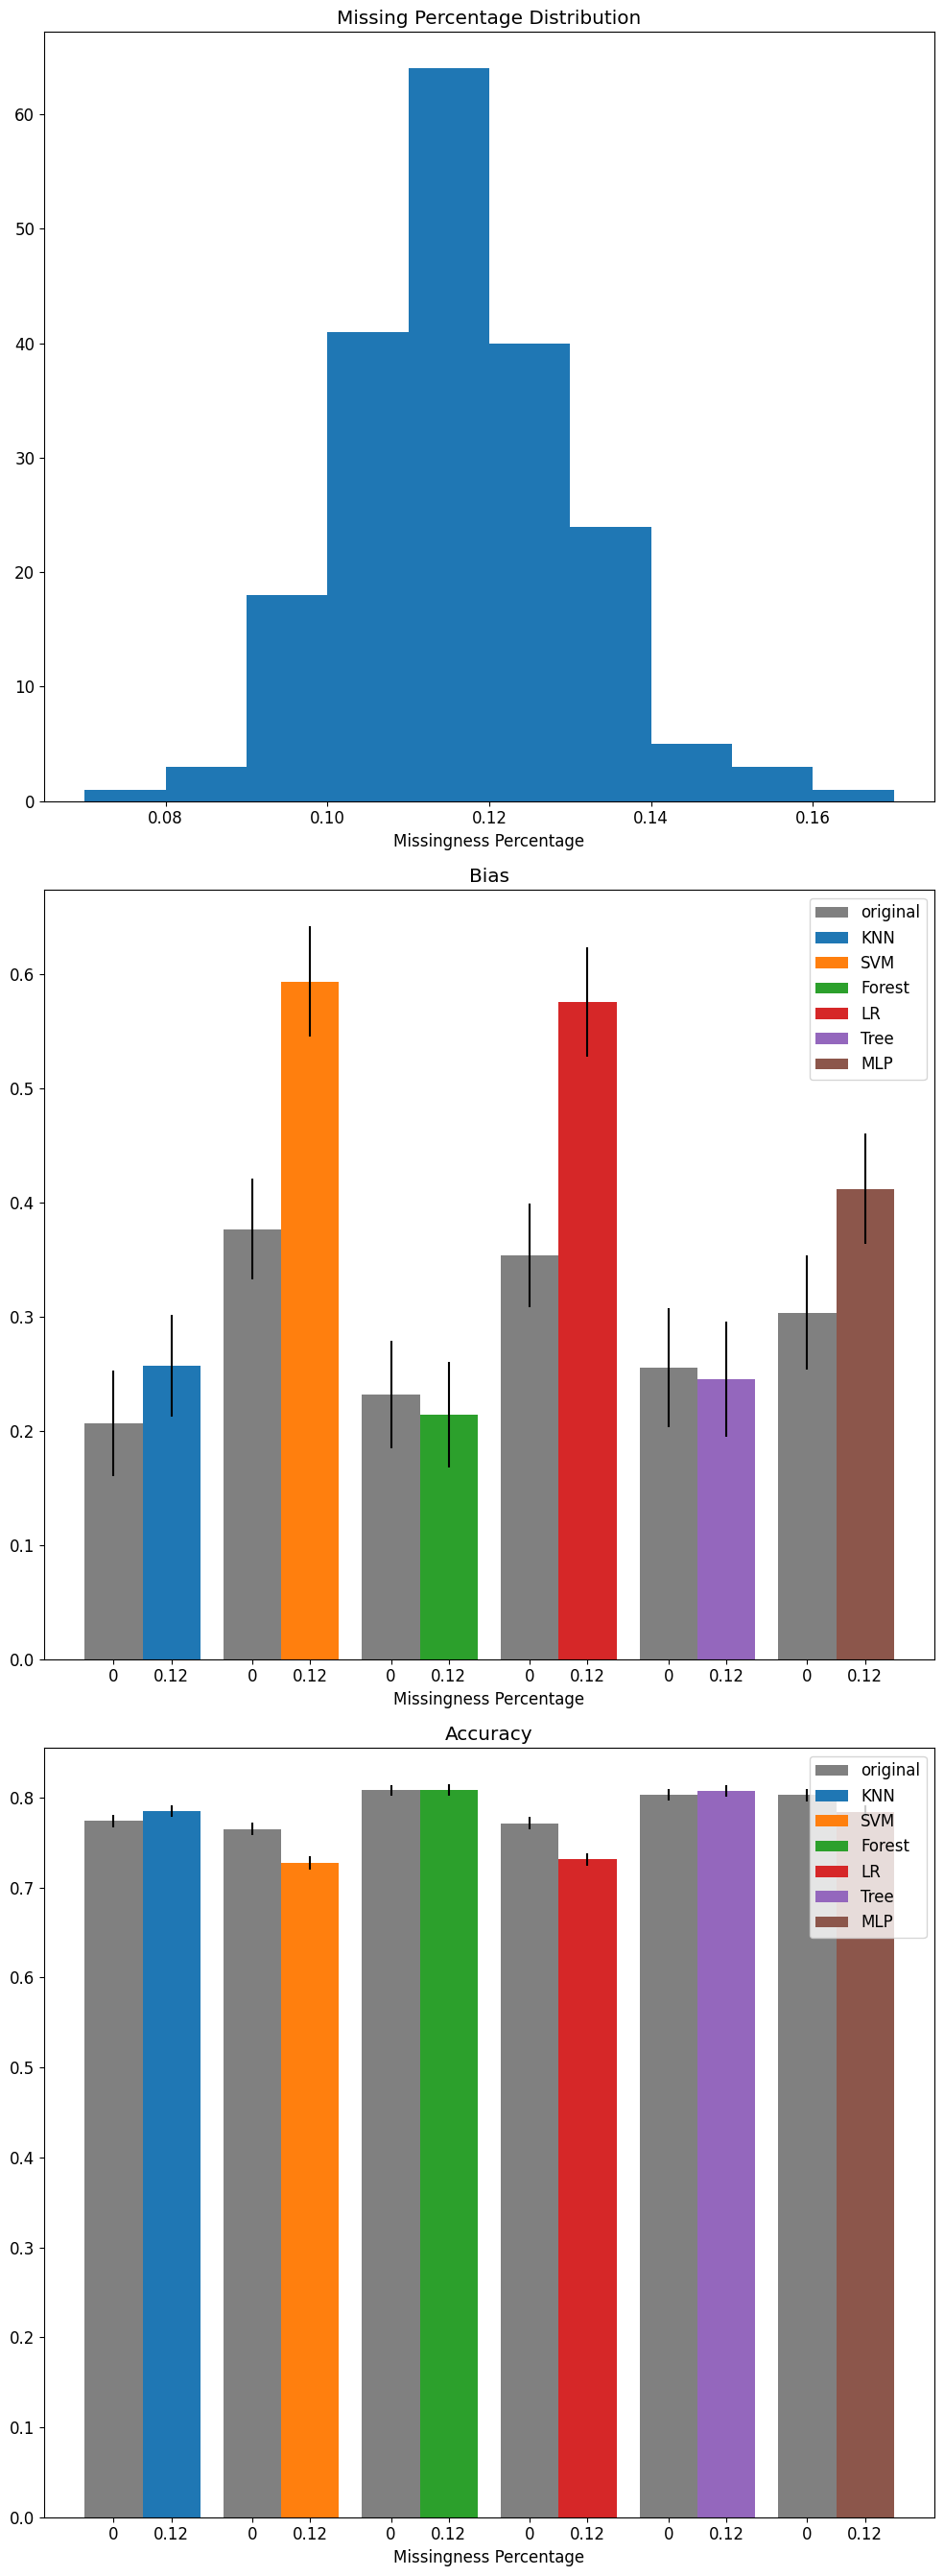 Missing Percentage Distribution
60
50
40
30
20
10
0
0.08 0.10 0.12 0.14 0.16
Missingness Percentage
Bias
original
KNN
SVM
Forest
LR
Tree
MLP
0.6
0.5
0.4
0.3
0.2
0.1
0.0
0 0.12 0 0.12 0 0.12 0 0.12 0 0.12 0 0.12
Missingness Percentage
Accuracy
original
KNN
SVM
Forest
LR
Tree
MLP
0.8
0.7
0.6
0.5
0.4
0.3
0.2
0.1
0.0
0 0.12 0 0.12 0 0.12 0 0.12 0 0.12 0 0.12
Missingness Percentage